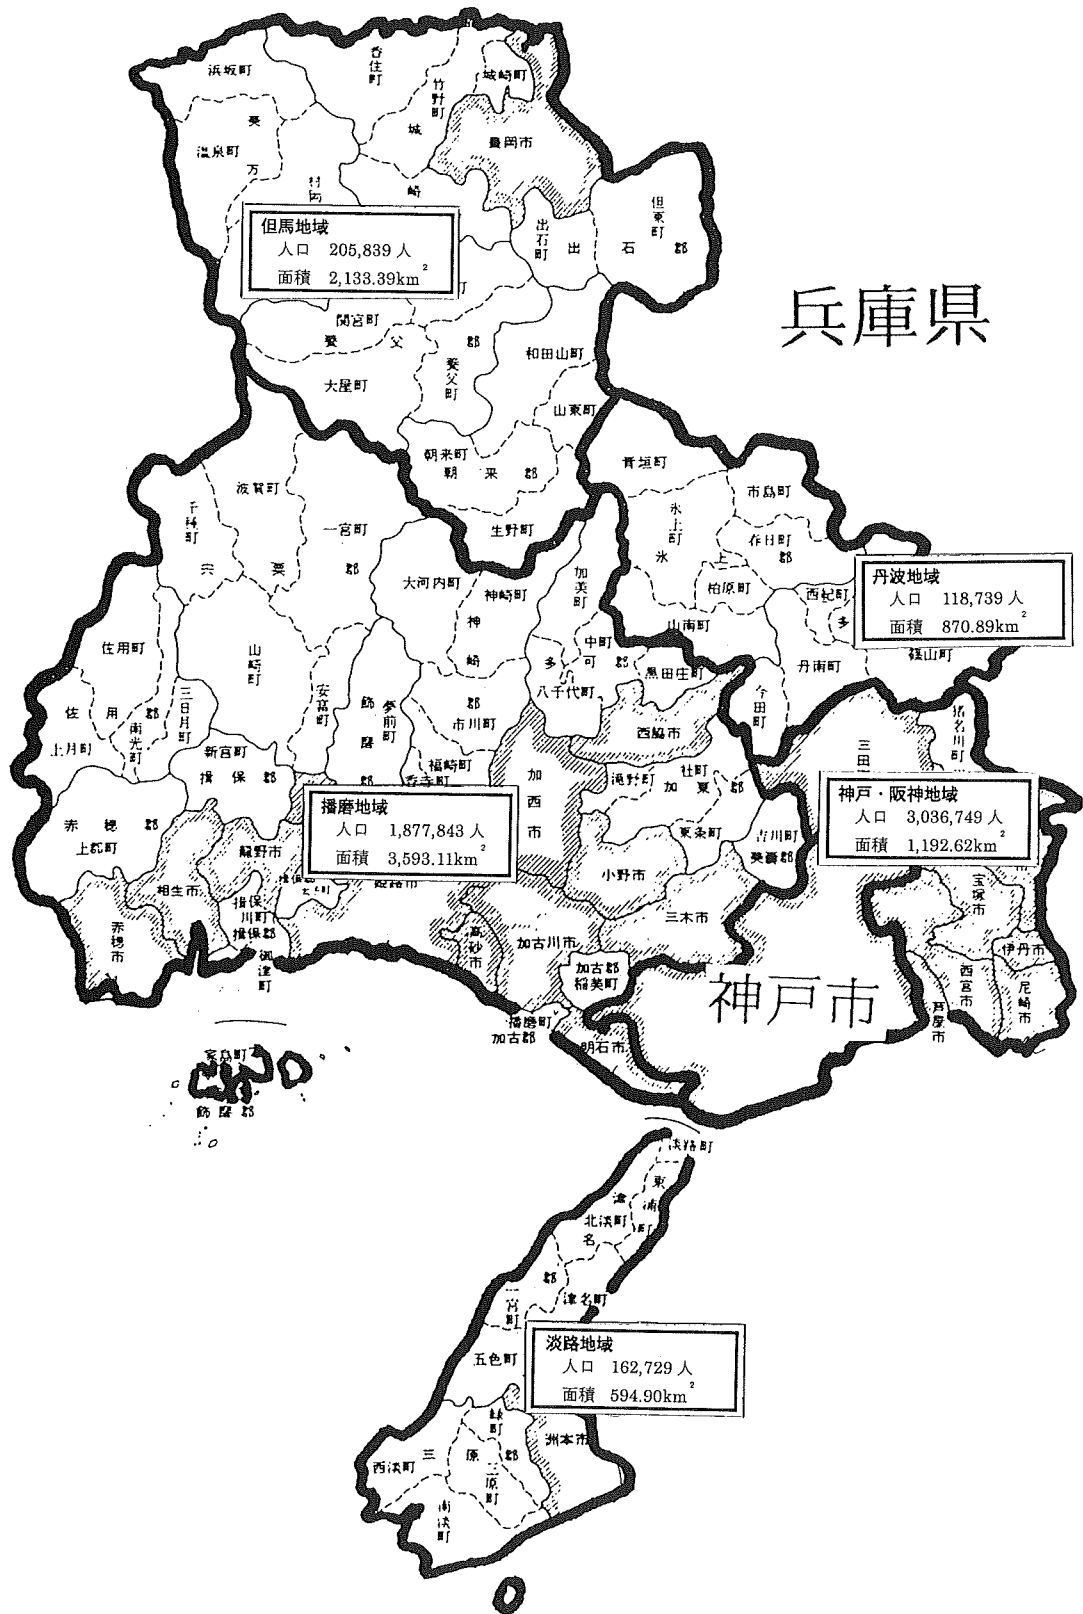 兵庫県
浜坂町
香住町
竹野町
城崎町
豊岡市
美
温泉町
方
村岡
城
崎
但東町
出石町
出
石
郡
但馬地域
人口 205,839 人
面積 2,133.39km²
町
関宮町
養
父
郡
養父町
大屋町
和田山町
山東町
朝来町
朝
来
郡
生野町
青垣町
市島町
氷上町
春日町
氷
上
郡
柏原町
山南町
西紀町
多
丹南町
篠山町
今田町
丹波地域
人口 118,739 人
面積 870.89km²
千種町
波賀町
一宮町
宍
粟
郡
大河内町
神崎町
神
崎
郡
加美町
中町
多
可
郡
八千代町
黒田庄町
佐用町
山崎町
安富町
飾
磨
郡
夢前町
市川町
福崎町
香寺町
佐
用
郡
上月町
南光町
三日月町
新宮町
揖保郡
西脇市
加西市
滝野町
社町
加
東
郡
東条町
吉川町
美嚢郡
三田
猪名川町
赤穂郡
上郡町
播磨地域
人口 1,877,843 人
面積 3,593.11km²
神戸・阪神地域
人口 3,036,749 人
面積 1,192.62km²
龍野市
相生市
赤穂市
揖保川町
揖保郡
御津町
姫路市
小野市
三木市
高砂市
加古川市
加古郡
稲美町
播磨町
加古郡
明石市
神戸市
宝塚市
伊丹市
西宮市
尼崎市
芦屋市
家島町
飾磨郡
淡路町
東浦町
津
北淡町
名
郡
一宮町
津名町
五色町
淡路地域
人口 162,729 人
面積 594.90km²
緑町
洲本市
西淡町
三
原
郡
三原町
南淡町